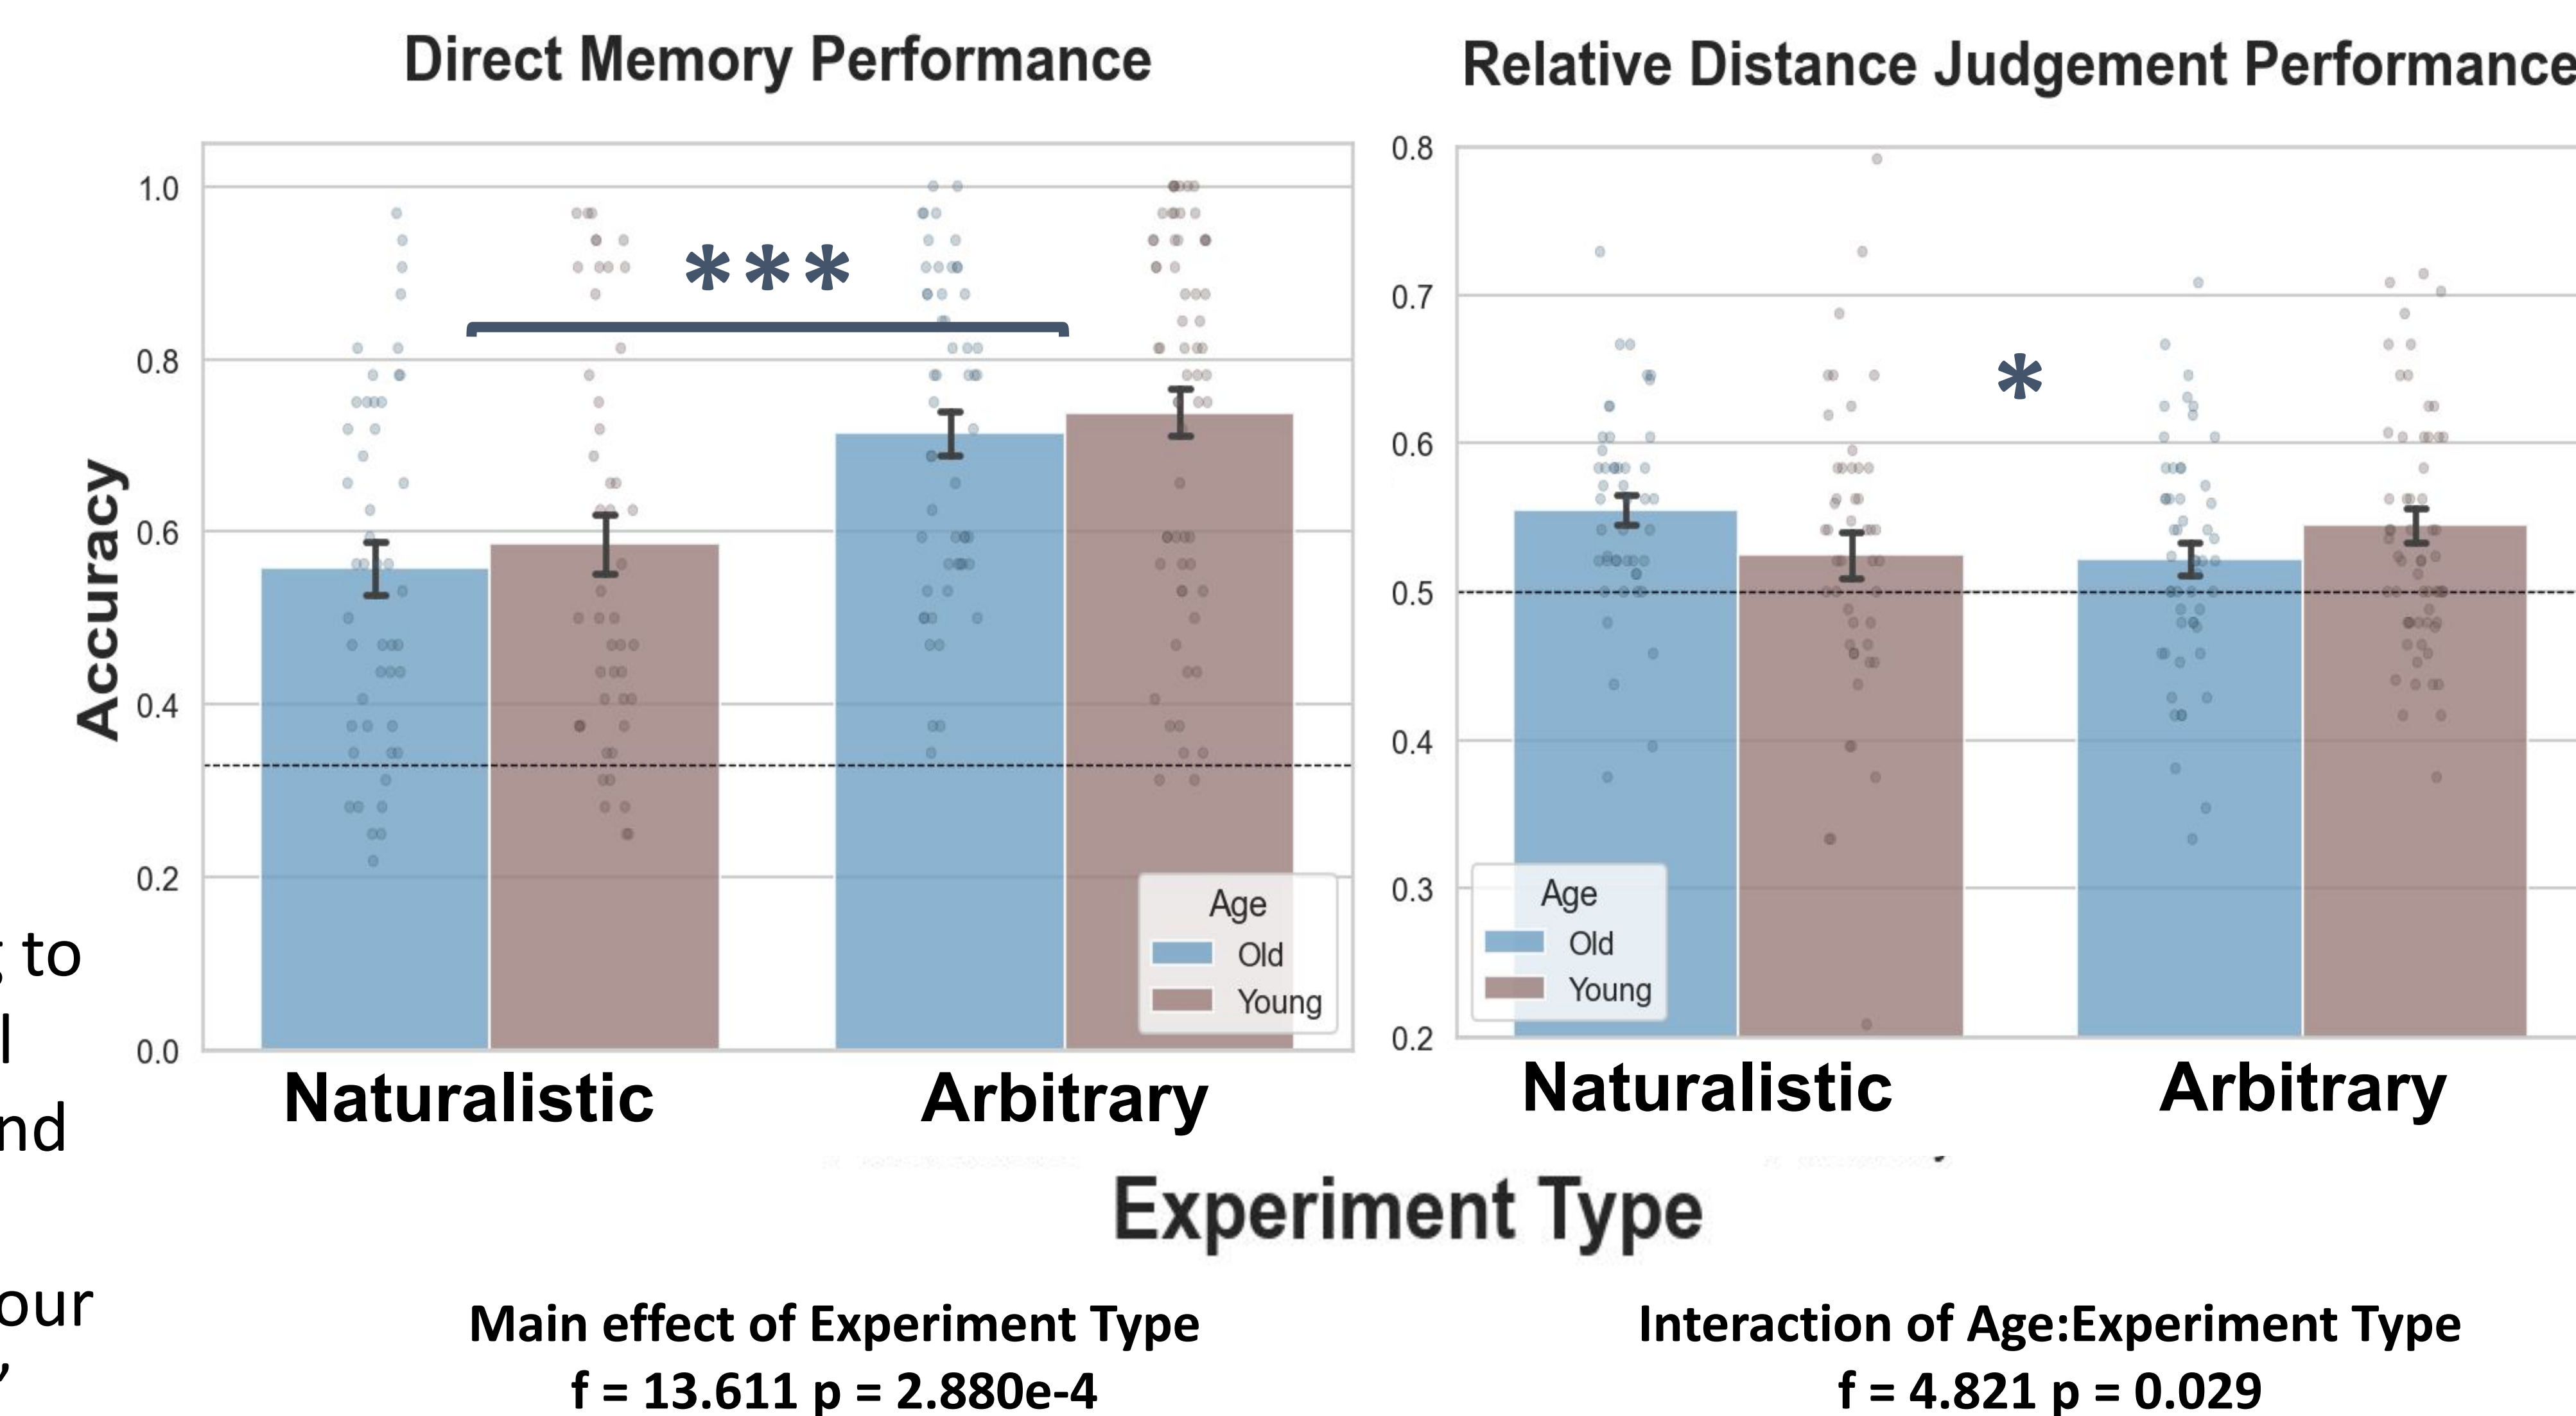 Direct Memory Performance
Relative Distance Judgement Performance
1.0
0.8
0.6
0.4
0.2
0.0
Accuracy
***
Age
Old
Young
Naturalistic
Arbitrary
0.8
0.7
0.6
0.5
0.4
0.3
0.2
*
Age
Old
Young
Naturalistic
Arbitrary
Experiment Type
Main effect of Experiment Type
f = 13.611 p = 2.880e-4
Interaction of Age:Experiment Type
f = 4.821 p = 0.029
to
nd
our